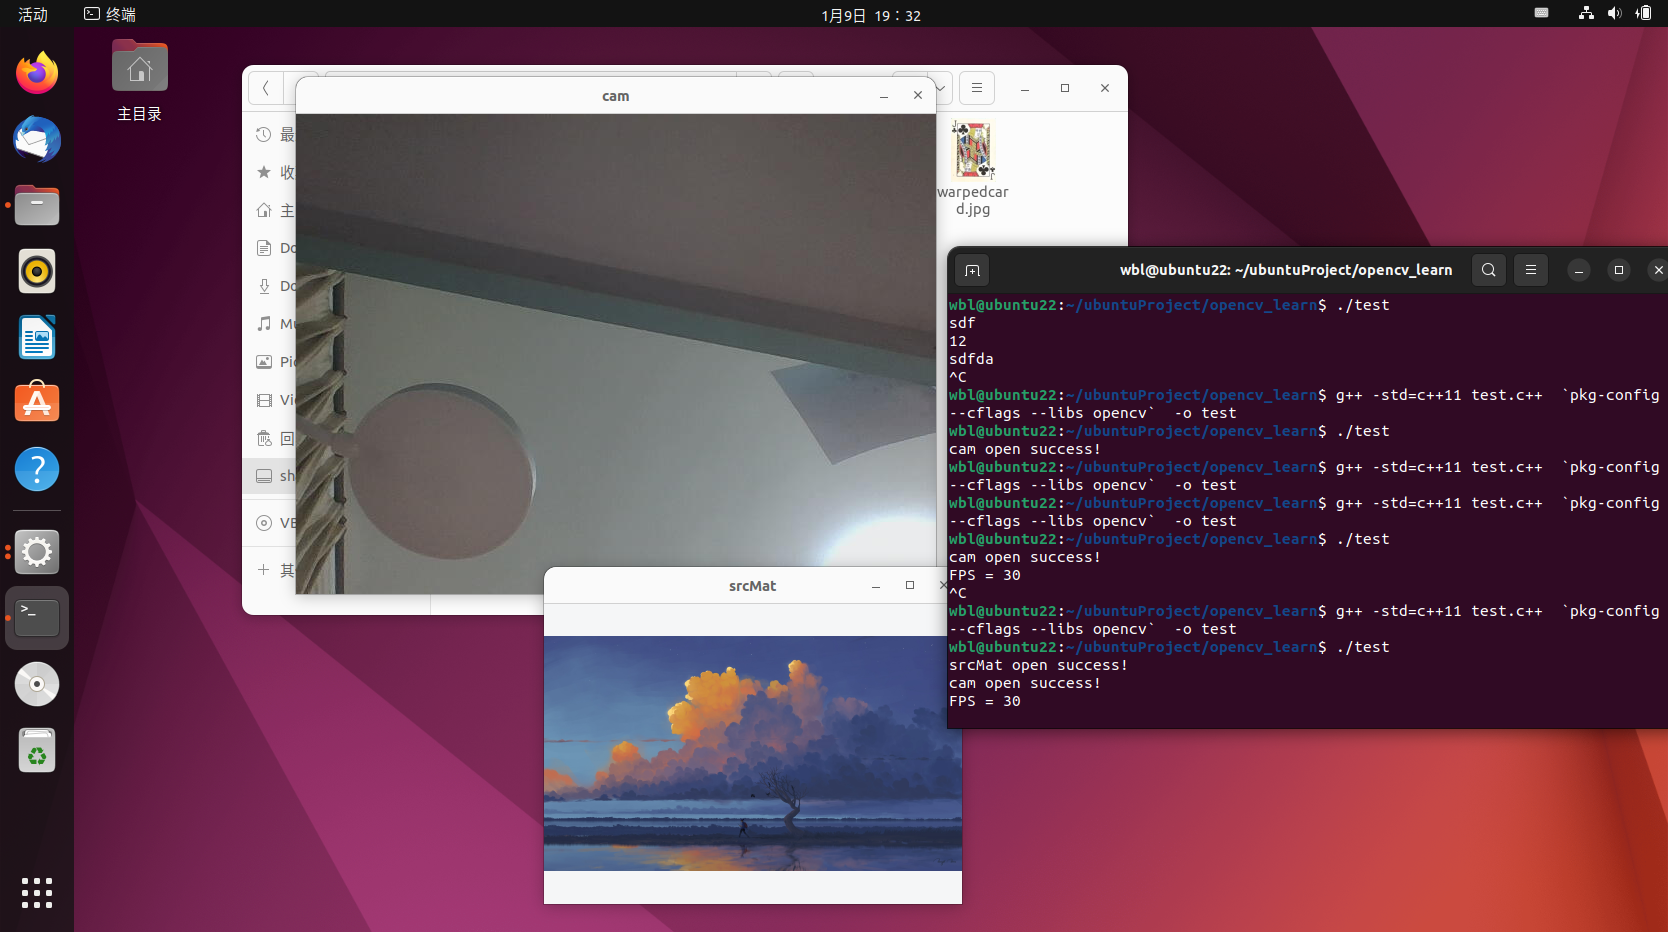 活动
终端
1月9日 19：32
主目录
cam
最
收
主
Do
Do
Mu
Pic
Vi
回
sh
VB
其
warpedcar
d.jpg
srcMat
wbl@ubuntu22: ~/ubuntuProject/opencv_learn
wbl@ubuntu22:~/ubuntuProject/opencv_learn$ ./test
sdf
12
sdfda
^C
wbl@ubuntu22:~/ubuntuProject/opencv_learn$ g++ -std=c++11 test.c++  `pkg-config
--cflags --libs opencv`  -o test
wbl@ubuntu22:~/ubuntuProject/opencv_learn$ ./test
cam open success!
wbl@ubuntu22:~/ubuntuProject/opencv_learn$ g++ -std=c++11 test.c++  `pkg-config
--cflags --libs opencv`  -o test
wbl@ubuntu22:~/ubuntuProject/opencv_learn$ g++ -std=c++11 test.c++  `pkg-config
--cflags --libs opencv`  -o test
wbl@ubuntu22:~/ubuntuProject/opencv_learn$ ./test
cam open success!
FPS = 30
^C
wbl@ubuntu22:~/ubuntuProject/opencv_learn$ g++ -std=c++11 test.c++  `pkg-config
--cflags --libs opencv`  -o test
wbl@ubuntu22:~/ubuntuProject/opencv_learn$ ./test
srcMat open success!
cam open success!
FPS = 30